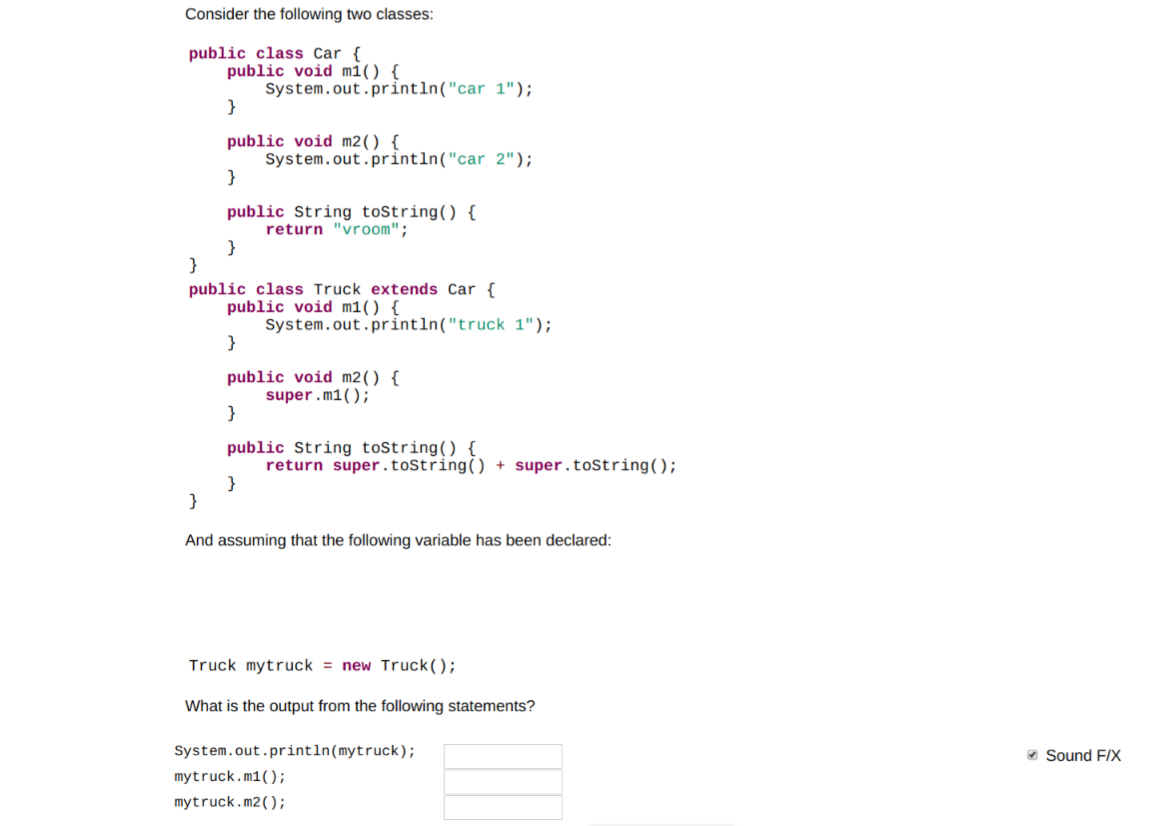 Consider the following two classes:
public class Car {
    public void m1() {
        System.out.println("car 1");
    }
    public void m2() {
        System.out.println("car 2");
    }
    public String toString() {
        return "vroom";
    }
}
public class Truck extends Car {
    public void m1() {
        System.out.println("truck 1");
    }
    public void m2() {
        super.m1();
    }
    public String toString() {
        return super.toString() + super.toString();
    }
}
And assuming that the following variable has been declared:
Truck mytruck = new Truck();
What is the output from the following statements?
System.out.println(mytruck);
mytruck.m1();
mytruck.m2();
Sound F/X